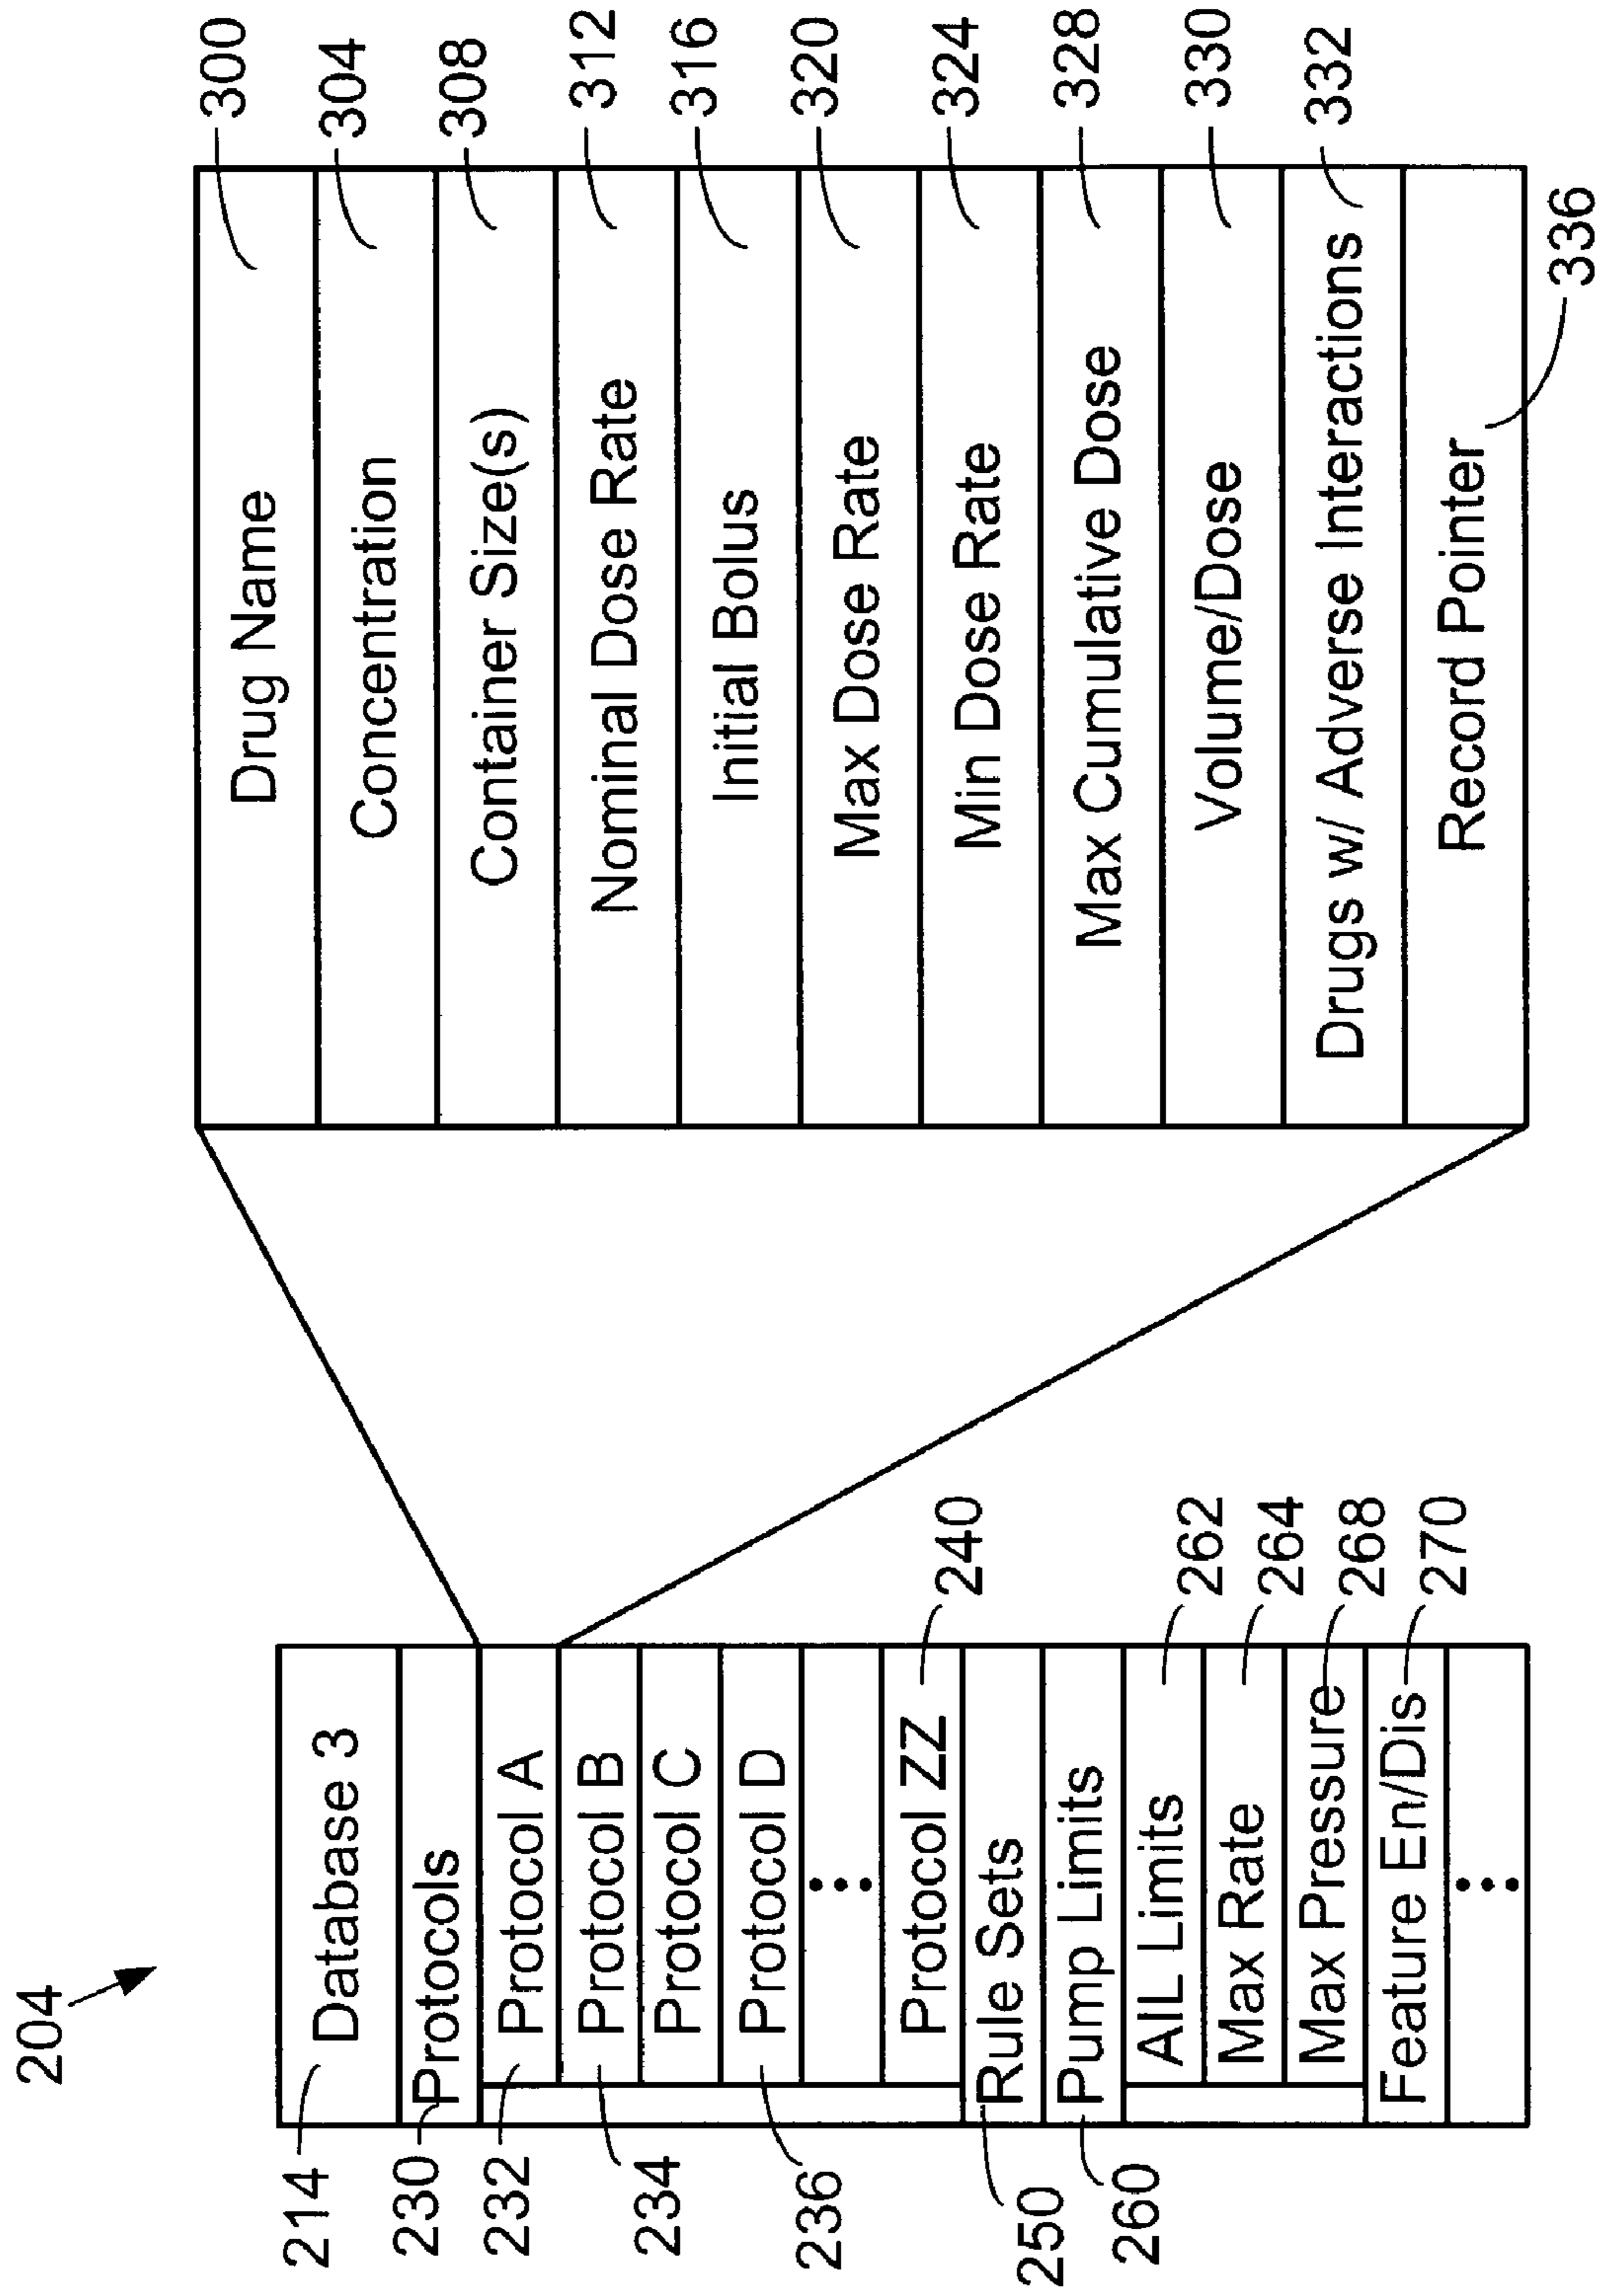 204
214
Database 3
230
Protocols
232
Protocol A
234
Protocol B
Protocol C
236
Protocol D
Protocol ZZ
240
250
Rule Sets
260
Pump Limits
AIL Limits
262
Max Rate
264
Max Pressure
268
Feature En/Dis
270
Drug Name
300
Concentration
304
Container Size(s)
308
Nominal Dose Rate
312
Initial Bolus
316
Max Dose Rate
320
Min Dose Rate
324
Max Cumulative Dose
328
Volume/Dose
330
Drugs w/ Adverse Interactions
332
Record Pointer
336